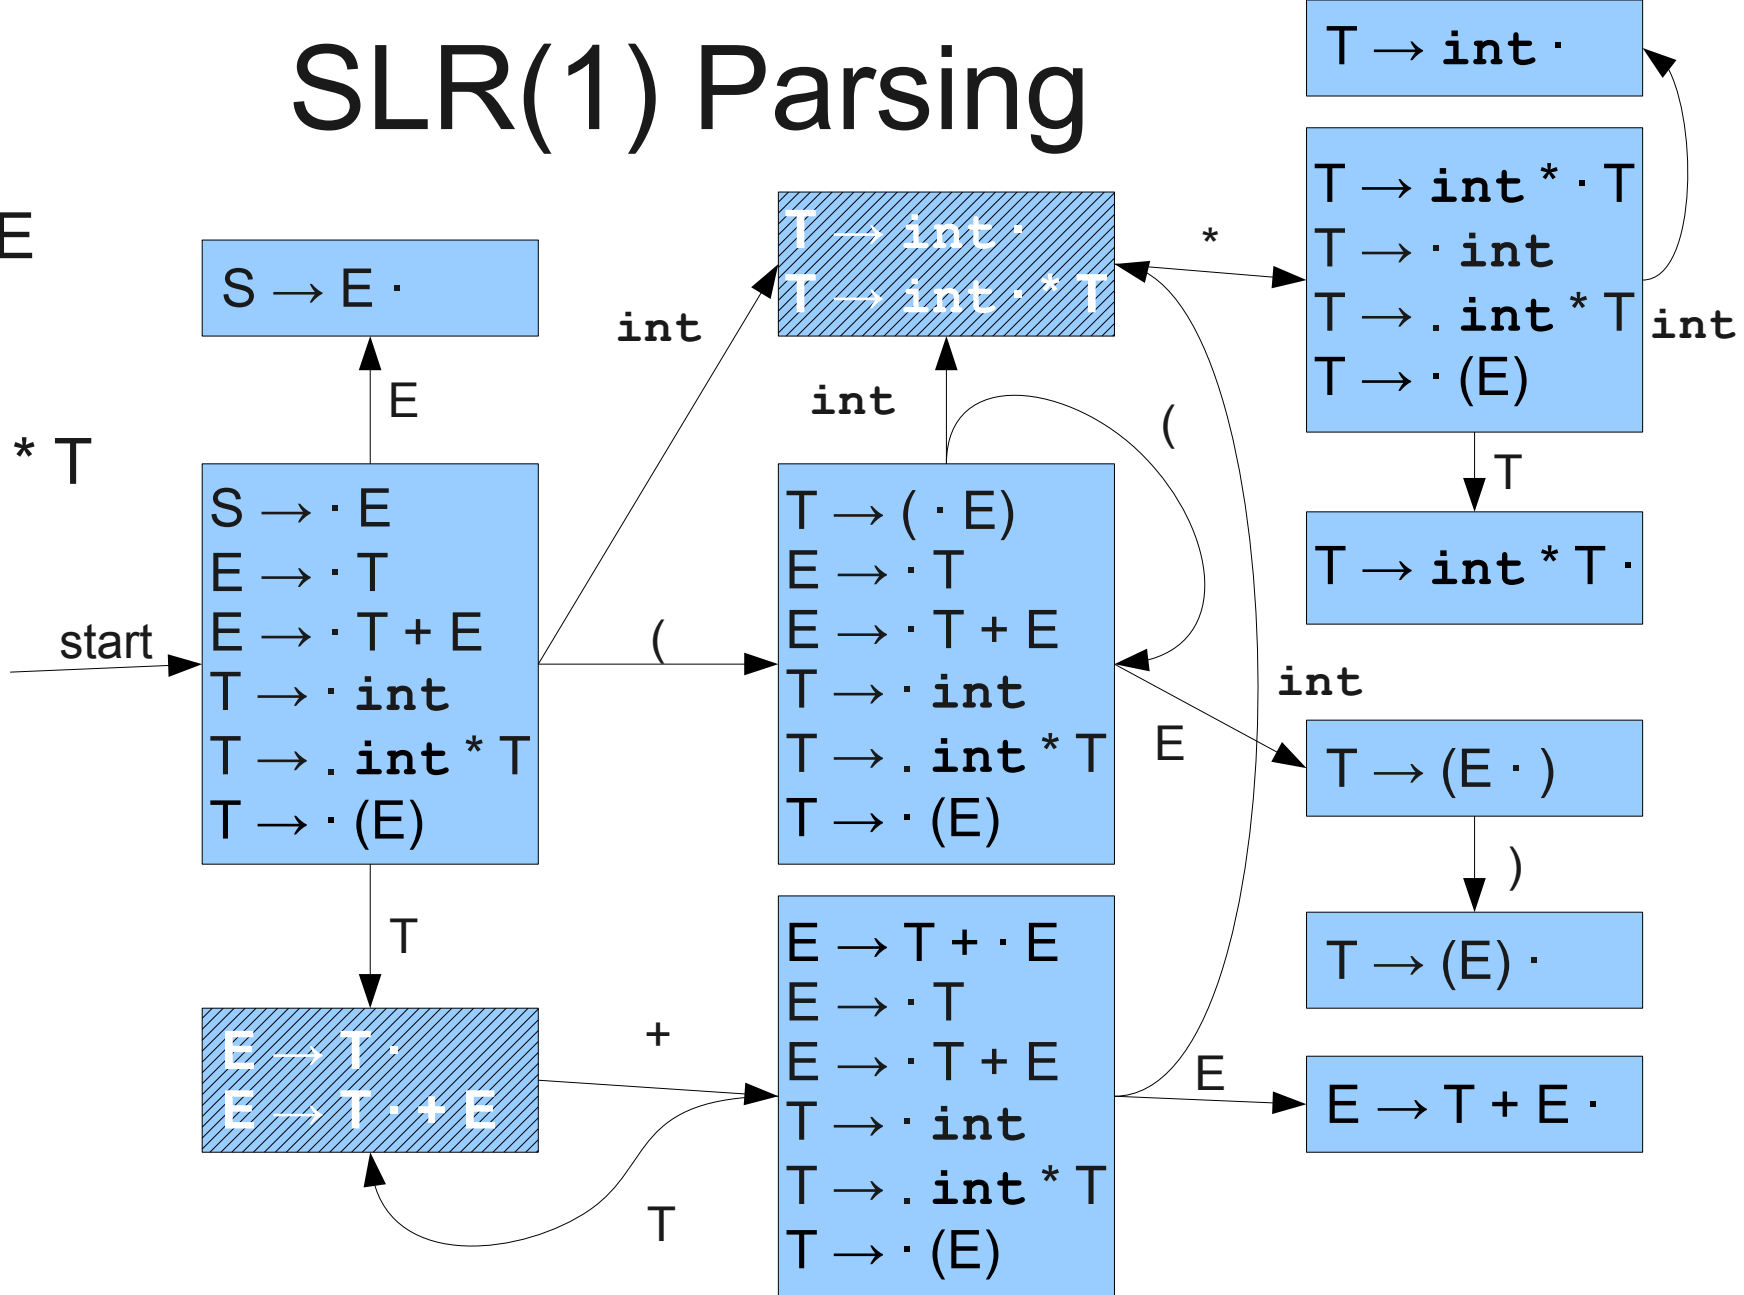 SLR(1) Parsing
E
* T
start
S → E ·
E
S → · E
E → · T
E → · T + E
T → · int
T → . int * T
T → · (E)
T
E → T ·
E → T · + E
int
(
+
T
T → int ·
T → int · * T
int
(
T → ( · E)
E → · T
E → · T + E
T → · int
T → . int * T
T → · (E)
E → T + · E
E → · T
E → · T + E
T → · int
T → . int * T
T → · (E)
*
int
E
E
T → int ·
T → int * · T
T → · int
T → . int * T
T → · (E)
int
T
T → int * T ·
T → (E · )
)
T → (E) ·
E → T + E ·